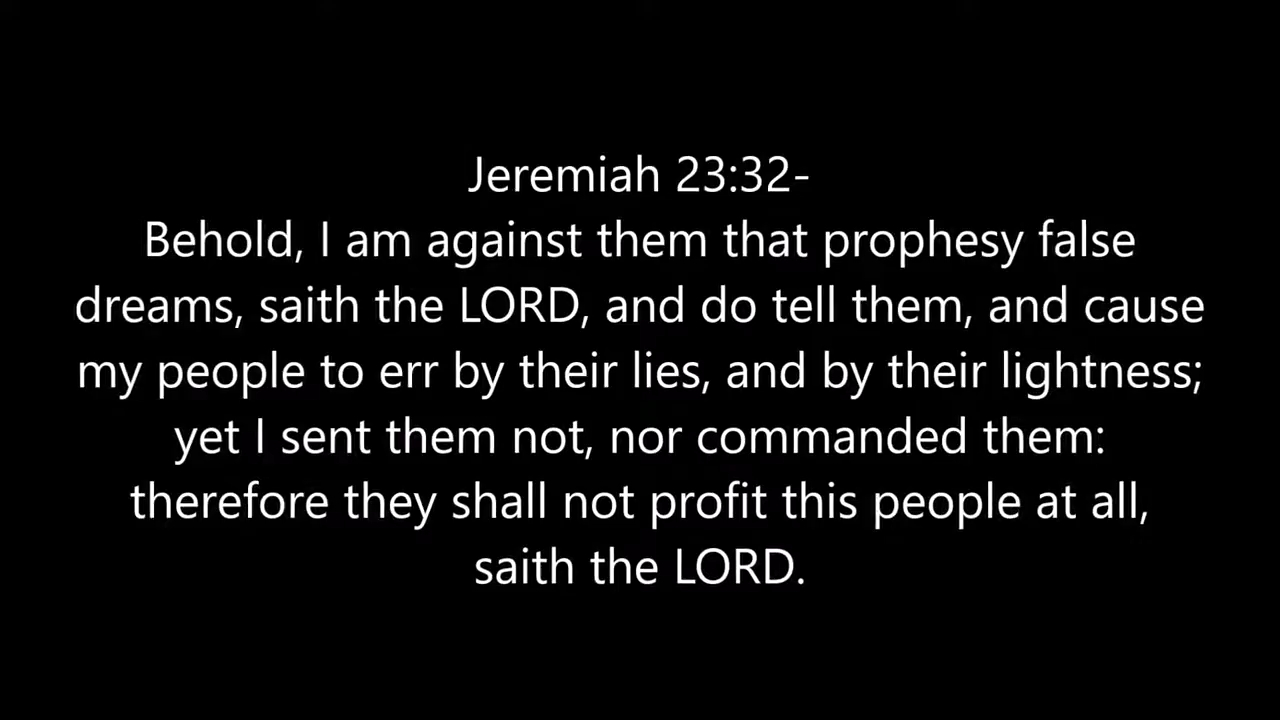 Jeremiah 23:32-
Behold, I am against them that prophesy false
dreams, saith the LORD, and do tell them, and cause
my people to err by their lies, and by their lightness;
yet I sent them not, nor commanded them:
therefore they shall not profit this people at all,
saith the LORD.